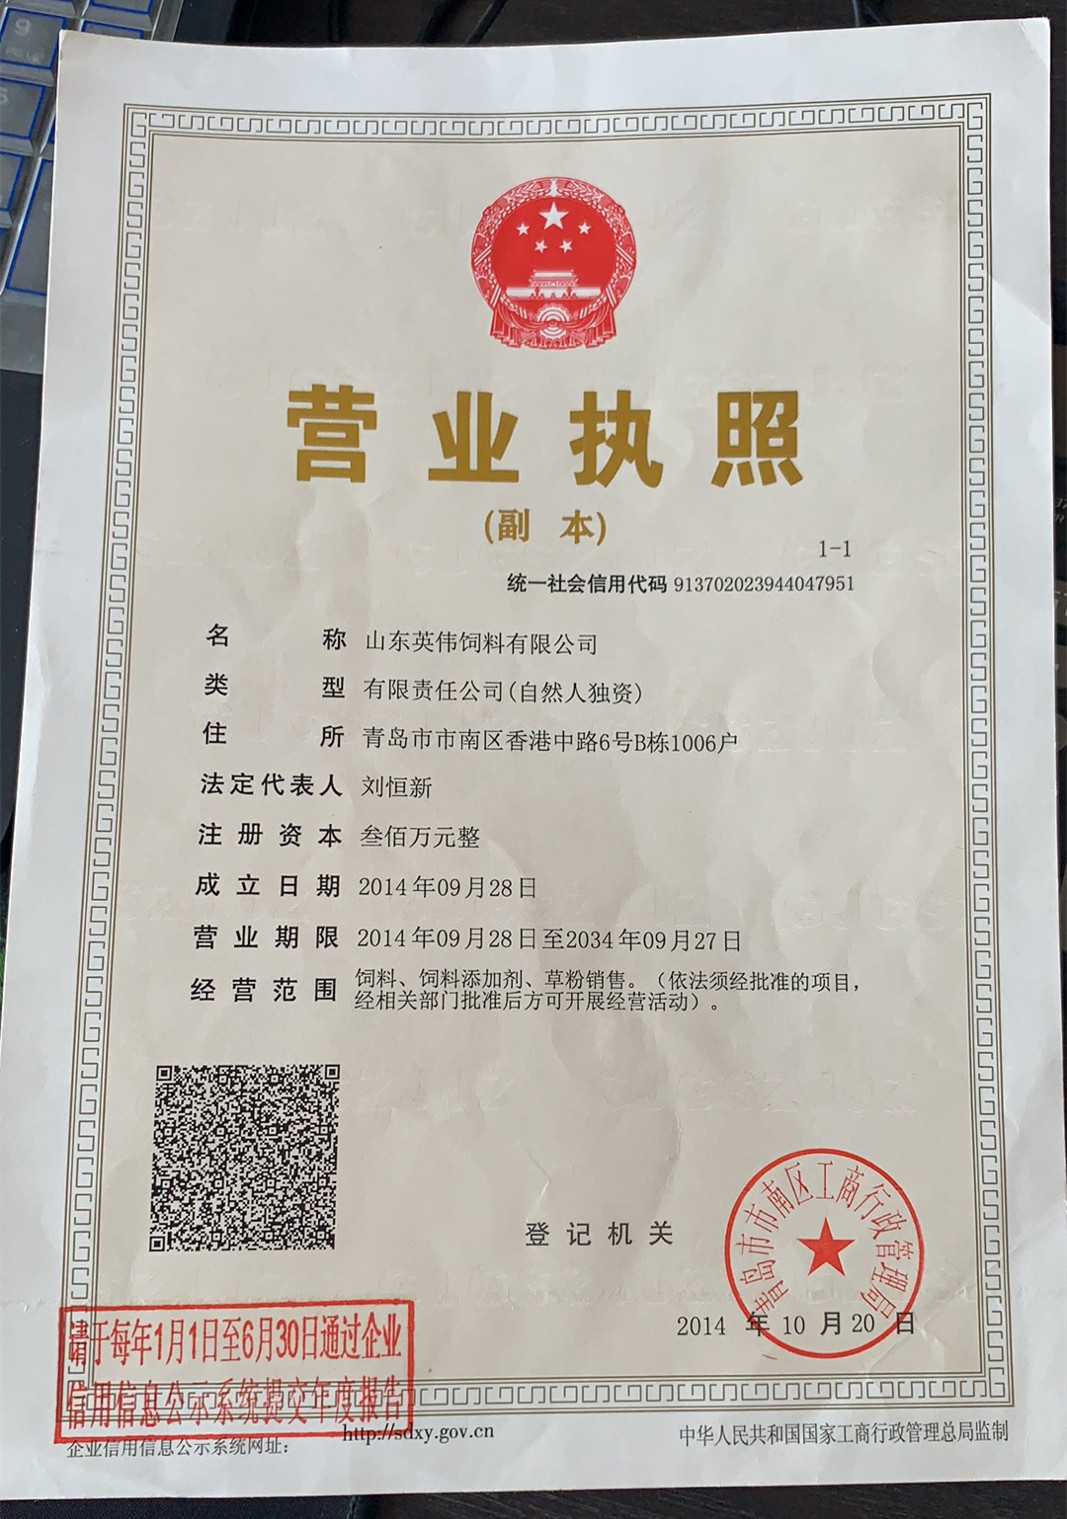 营业执照
(副 本)
1-1
统一社会信用代码 913702023944047951
名 称 山东英伟饲料有限公司
类 型 有限责任公司(自然人独资)
住 所 青岛市市南区香港中路6号B栋1006户
法定代表人 刘恒新
注 册 资 本 叁佰万元整
成 立 日 期 2014年09月28日
营 业 期 限 2014年09月28日至2034年09月27日
经 营 范 围 饲料、饲料添加剂、草粉销售。（依法须经批准的项目，
经相关部门批准后方可开展经营活动）。
登 记 机 关
青岛市市南区工商行政管理局
2014 年 10 月 20 日
请于每年1月1日至6月30日通过企业
信用信息公示系统提交年度报告
企业信用信息公示系统网址： http://sdxy.gov.cn
中华人民共和国国家工商行政管理总局监制